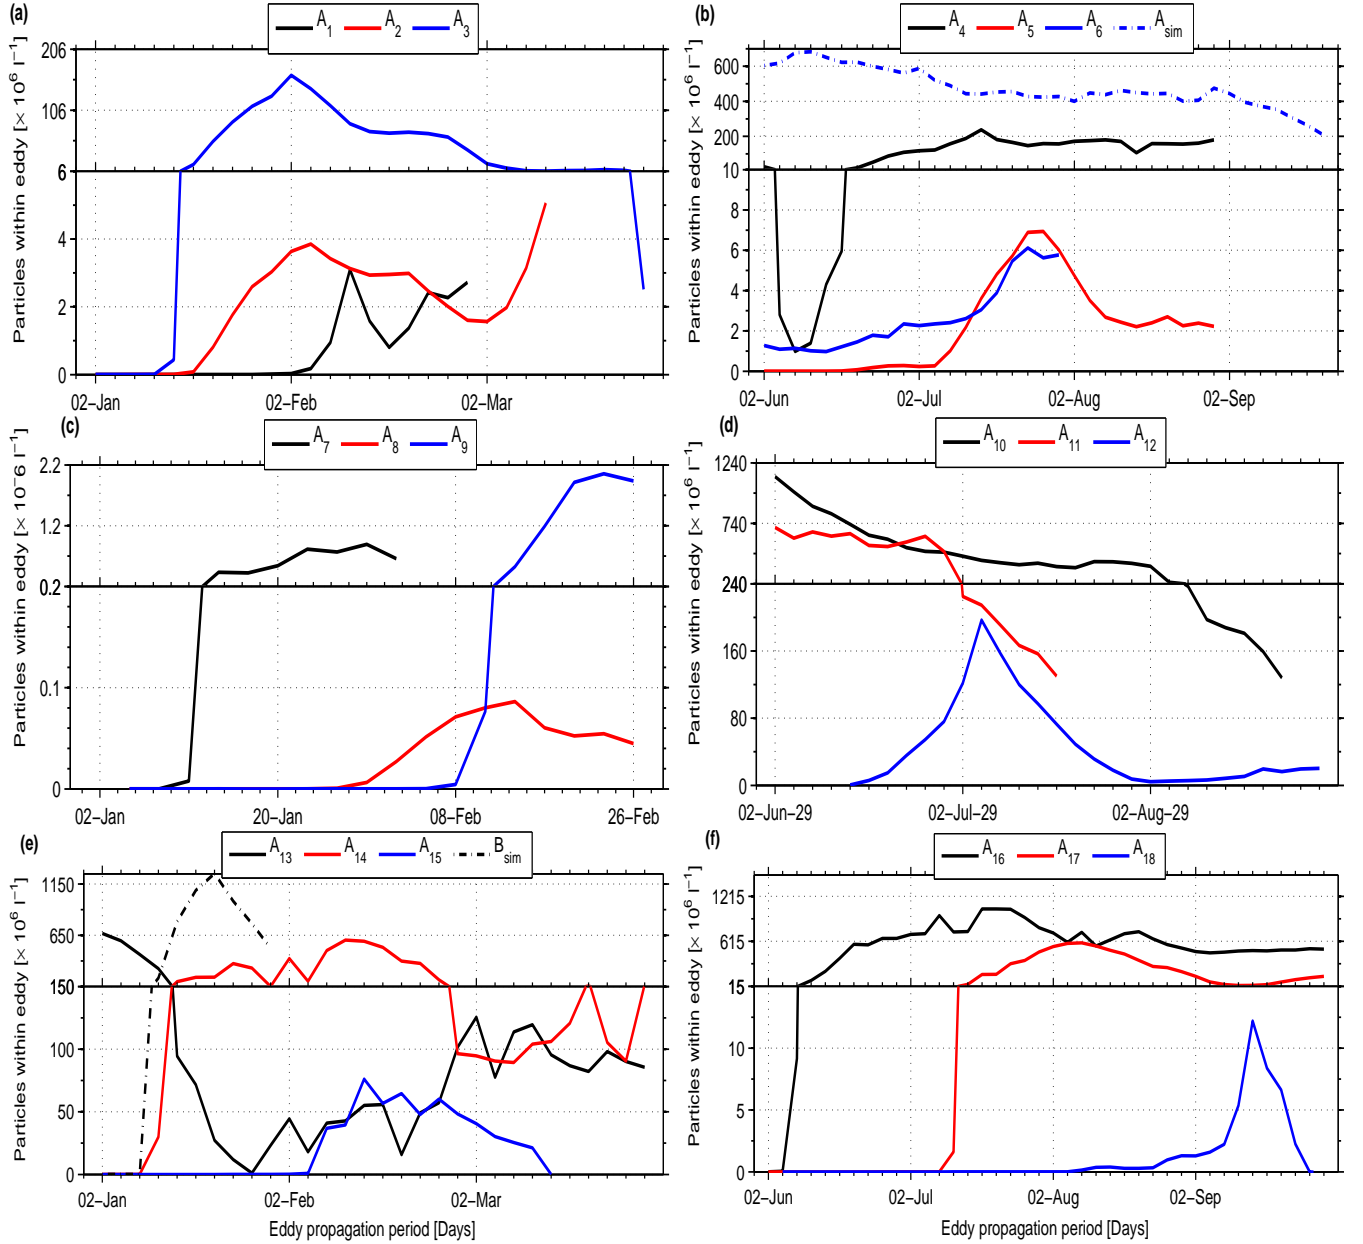 (a)
A1 A2 A3
Particles within eddy [× 10^6 l^−1]
206
106
6
6
4
2
0
02−Jan 02−Feb 02−Mar
(b)
A4 A5 A6 Asim
Particles within eddy [× 10^6 l^−1]
600
400
200
10
10
8
6
4
2
0
02−Jun 02−Jul 02−Aug 02−Sep
(c)
A7 A8 A9
Particles within eddy [× 10^−6 l^−1]
2.2
1.2
0.2
0.2
0.1
0
02−Jan 20−Jan 08−Feb 26−Feb
(d)
A10 A11 A12
Particles within eddy [× 10^6 l^−1]
1240
740
240
240
160
80
0
02−Jun−29 02−Jul−29 02−Aug−29
(e)
A13 A14 A15 Bsim
Particles within eddy [× 10^6 l^−1]
1150
650
150
150
100
50
0
02−Jan 02−Feb 02−Mar
Eddy propagation period [Days]
(f)
A16 A17 A18
Particles within eddy [× 10^6 l^−1]
1215
615
15
15
10
5
0
02−Jun 02−Jul 02−Aug 02−Sep
Eddy propagation period [Days]